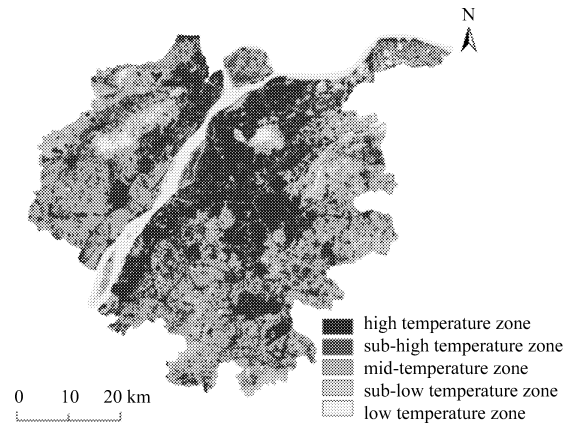 N
high temperature zone
sub-high temperature zone
mid-temperature zone
sub-low temperature zone
low temperature zone
0 10 20 km